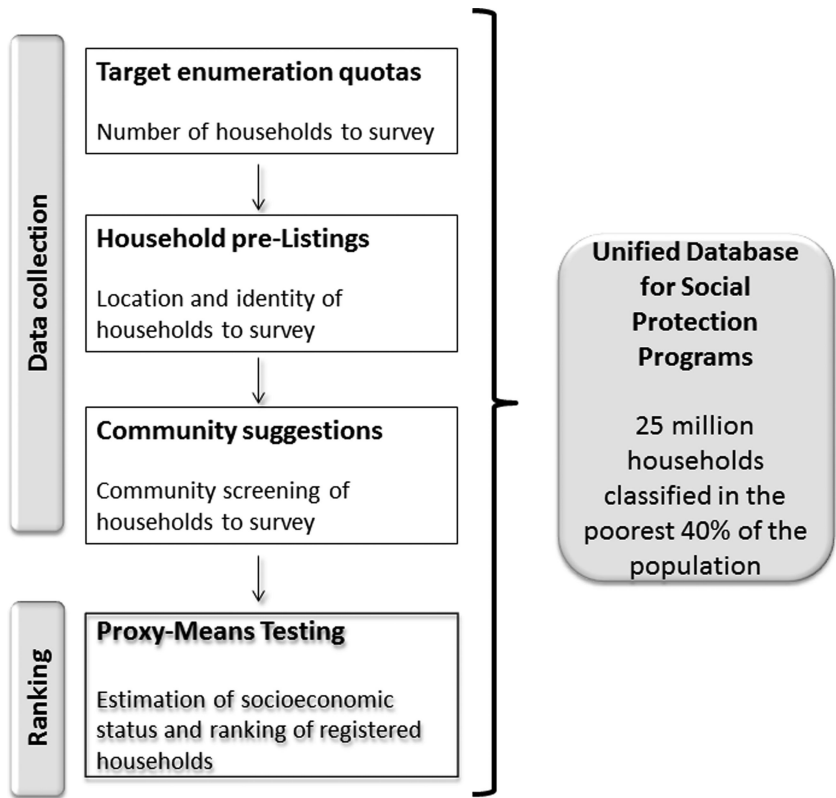 Data collection
Target enumeration quotas
Number of households to survey
Household pre-Listings
Location and identity of
households to survey
Community suggestions
Community screening of
households to survey
Ranking
Proxy-Means Testing
Estimation of socioeconomic
status and ranking of registered
households
Unified Database
for Social
Protection
Programs
25 million
households
classified in the
poorest 40% of the
population